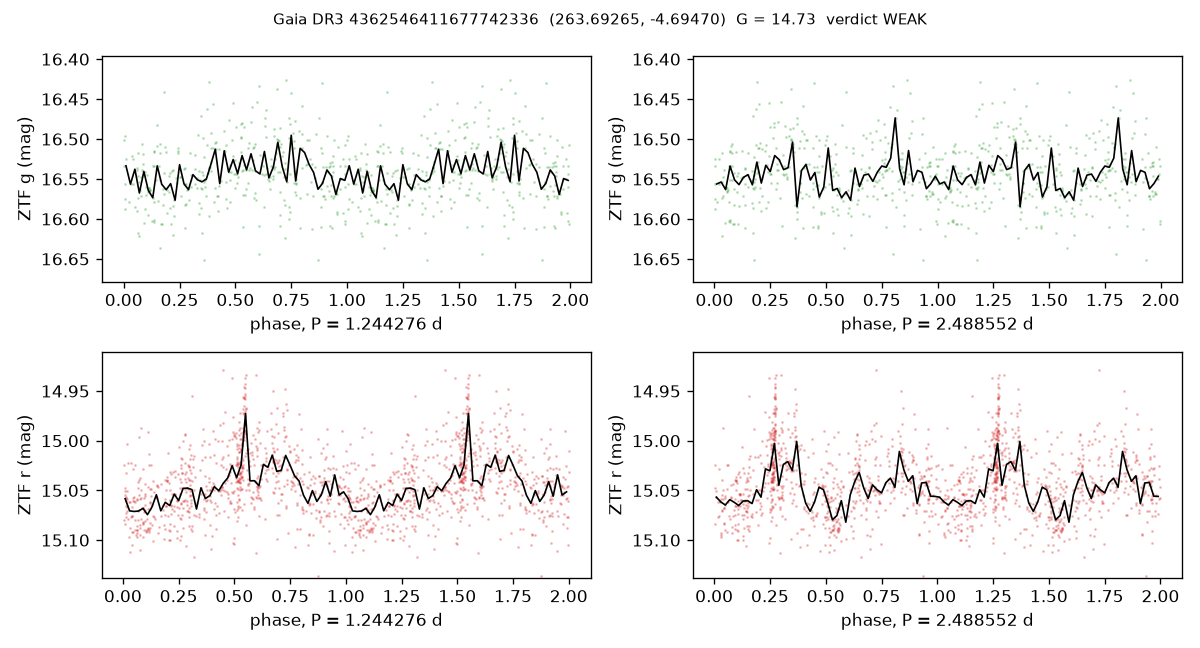 Gaia DR3 4362546411677742336  (263.69265, -4.69470)  G = 14.73  verdict WEAK
16.40
16.45
16.50
16.55
16.60
16.65
ZTF g (mag)
0.00 0.25 0.50 0.75 1.00 1.25 1.50 1.75 2.00
phase, P = 1.244276 d
16.40
16.45
16.50
16.55
16.60
16.65
ZTF g (mag)
0.00 0.25 0.50 0.75 1.00 1.25 1.50 1.75 2.00
phase, P = 2.488552 d
14.95
15.00
15.05
15.10
ZTF r (mag)
0.00 0.25 0.50 0.75 1.00 1.25 1.50 1.75 2.00
phase, P = 1.244276 d
14.95
15.00
15.05
15.10
ZTF r (mag)
0.00 0.25 0.50 0.75 1.00 1.25 1.50 1.75 2.00
phase, P = 2.488552 d